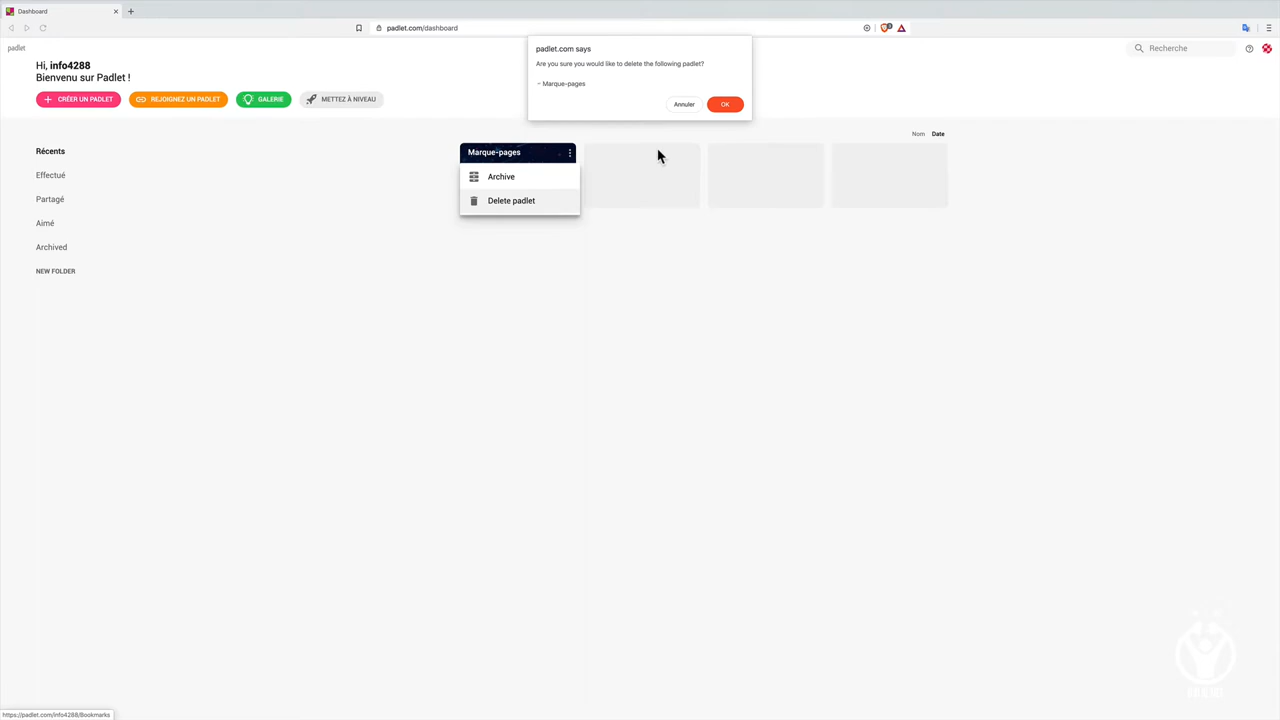 Dashboard
padlet.com/dashboard
padlet
Recherche
Hi, info4288
Bienvenu sur Padlet !
CRÉER UN PADLET
REJOIGNEZ UN PADLET
GALERIE
METTEZ À NIVEAU
padlet.com says
Are you sure you would like to delete the following padlet?
- Marque-pages
Annuler
OK
Nom
Date
Récents
Effectué
Partagé
Aimé
Archived
NEW FOLDER
Marque-pages
Archive
Delete padlet
https://padlet.com/info4288/Bookmarks